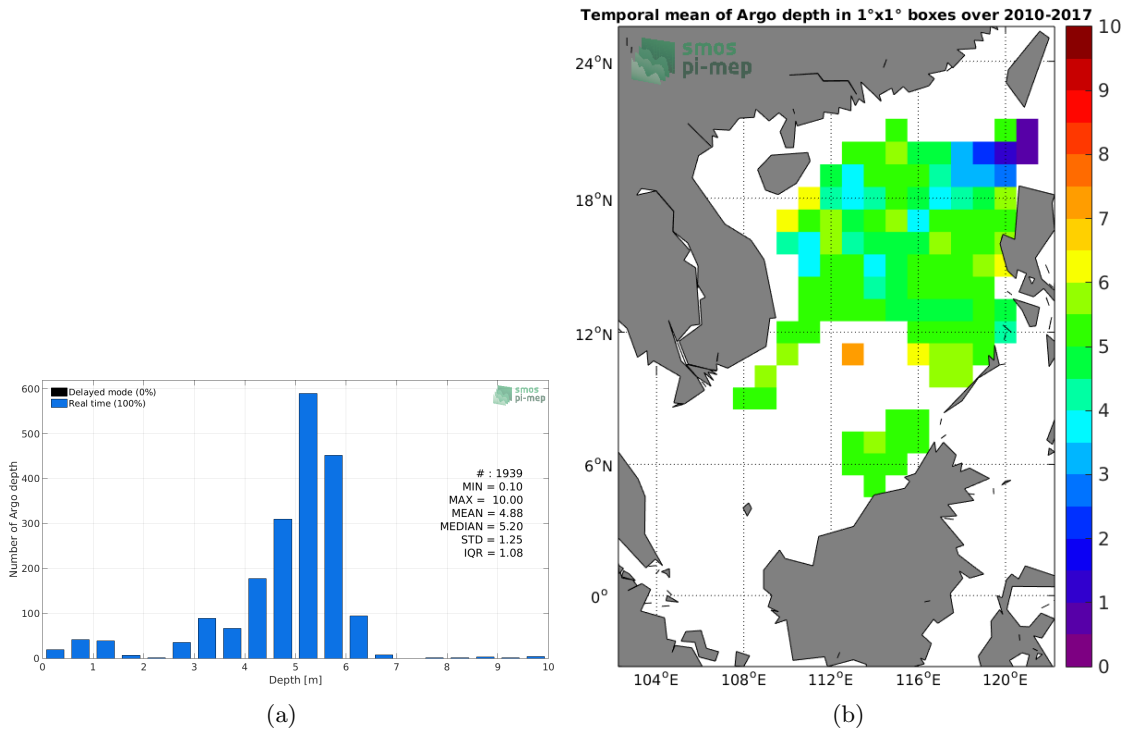 Delayed mode (0%)
Real time (100%)
smos
pi-mep
# : 1939
MIN = 0.10
MAX = 10.00
MEAN = 4.88
MEDIAN = 5.20
STD = 1.25
IQR = 1.08
600
500
400
300
200
100
0
Number of Argo depth
0 1 2 3 4 5 6 7 8 9 10
Depth [m]
(a)
Temporal mean of Argo depth in 1°x1° boxes over 2010-2017
smos
pi-mep
24°N
18°N
12°N
6°N
0°
104°E 108°E 112°E 116°E 120°E
10
9
8
7
6
5
4
3
2
1
0
(b)